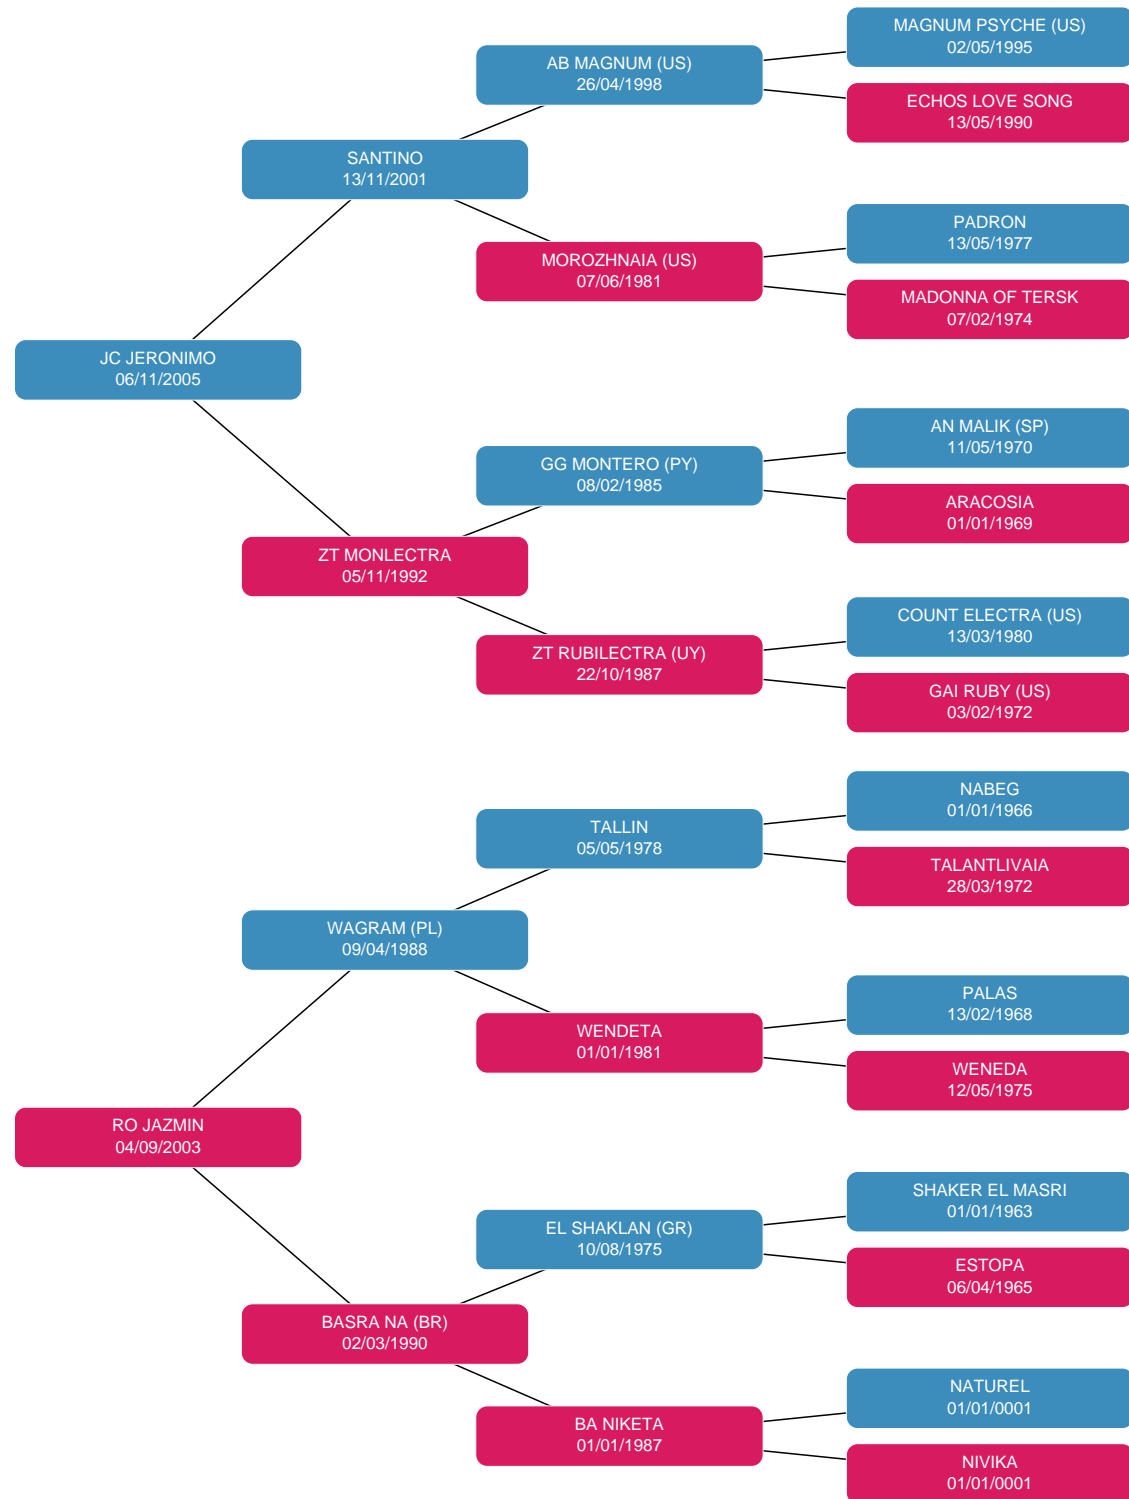 MAGNUM PSYCHE (US)
02/05/1995
AB MAGNUM (US)
26/04/1998
ECHOS LOVE SONG
13/05/1990
SANTINO
13/11/2001
PADRON
13/05/1977
MOROZHNAIA (US)
07/06/1981
MADONNA OF TERSK
07/02/1974
JC JERONIMO
06/11/2005
AN MALIK (SP)
11/05/1970
GG MONTERO (PY)
08/02/1985
ARACOSIA
01/01/1969
ZT MONLECTRA
05/11/1992
COUNT ELECTRA (US)
13/03/1980
ZT RUBILECTRA (UY)
22/10/1987
GAI RUBY (US)
03/02/1972
NABEG
01/01/1966
TALLIN
05/05/1978
TALANTLIVAIA
28/03/1972
WAGRAM (PL)
09/04/1988
PALAS
13/02/1968
WENDETA
01/01/1981
WENEDA
12/05/1975
RO JAZMIN
04/09/2003
SHAKER EL MASRI
01/01/1963
EL SHAKLAN (GR)
10/08/1975
ESTOPA
06/04/1965
BASRA NA (BR)
02/03/1990
NATUREL
01/01/0001
BA NIKETA
01/01/1987
NIVIKA
01/01/0001